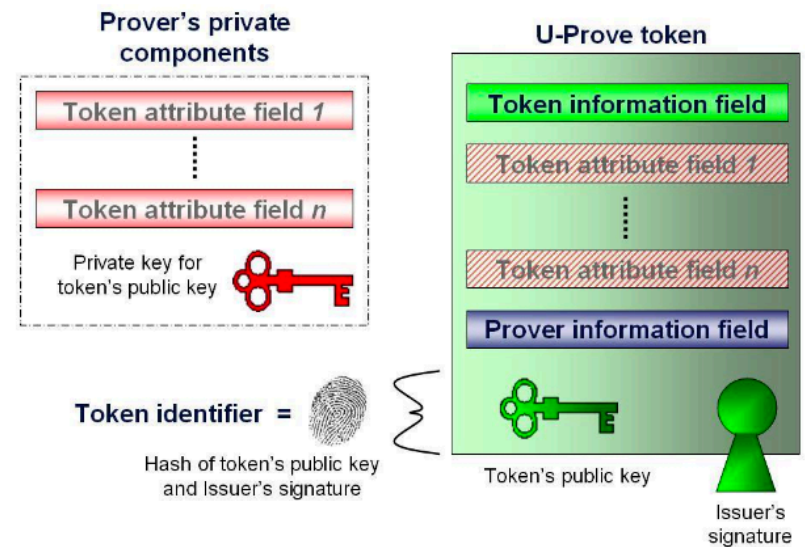 Prover's private
components
Token attribute field 1
Token attribute field n
Private key for
token's public key
U-Prove token
Token information field
Token attribute field 1
Token attribute field n
Prover information field
Token identifier =
Hash of token's public key
and Issuer's signature
Token's public key
Issuer's
signature